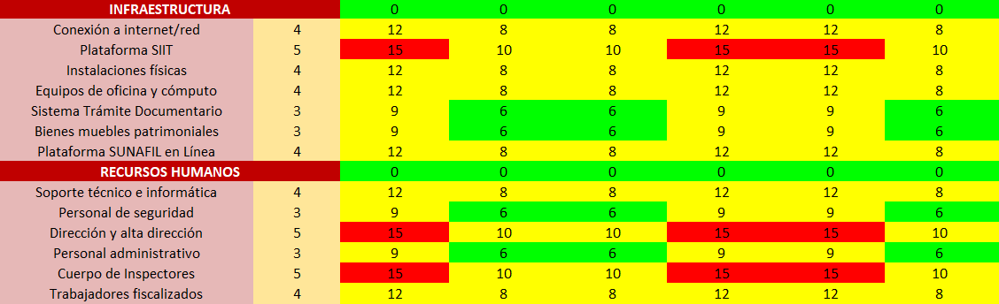 INFRAESTRUCTURA 0 0 0 0 0 0
Conexión a internet/red 4 12 8 8 12 12 8
Plataforma SIIT 5 15 10 10 15 15 10
Instalaciones físicas 4 12 8 8 12 12 8
Equipos de oficina y cómputo 4 12 8 8 12 12 8
Sistema Trámite Documentario 3 9 6 6 9 9 6
Bienes muebles patrimoniales 3 9 6 6 9 9 6
Plataforma SUNAFIL en Línea 4 12 8 8 12 12 8
RECURSOS HUMANOS 0 0 0 0 0 0
Soporte técnico e informática 4 12 8 8 12 12 8
Personal de seguridad 3 9 6 6 9 9 6
Dirección y alta dirección 5 15 10 10 15 15 10
Personal administrativo 3 9 6 6 9 9 6
Cuerpo de Inspectores 5 15 10 10 15 15 10
Trabajadores fiscalizados 4 12 8 8 12 12 8